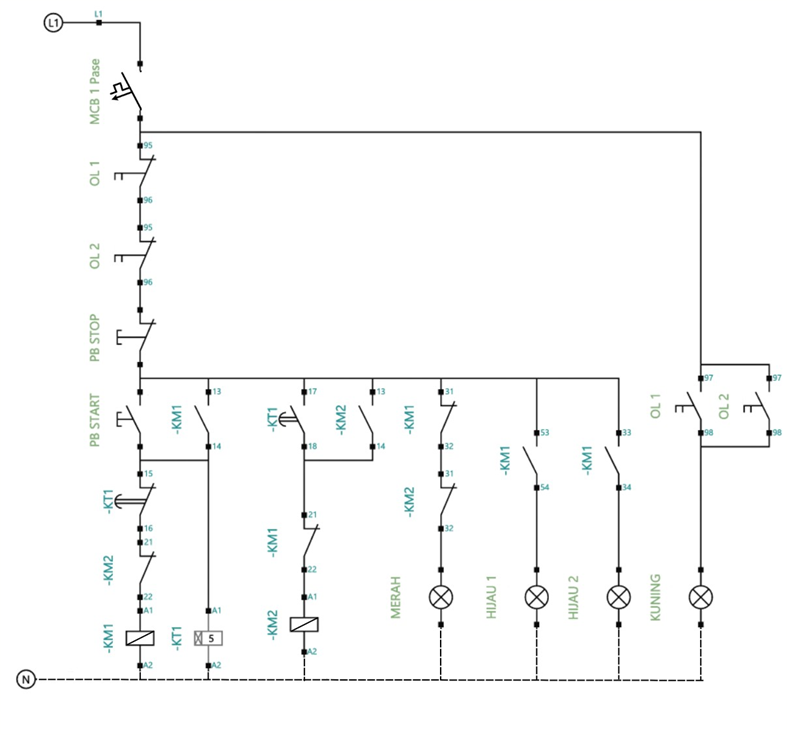 L1
L1
MCB 1 Pase
95
OL 1
96
95
OL 2
96
PB STOP
PB START
13
-KM1
14
17
-KT1
18
13
-KM2
14
31
-KM1
32
31
-KM2
32
53
-KM1
54
33
-KM1
34
97
OL 1
98
97
OL 2
98
15
-KT1
16
21
-KM2
22
21
-KM1
22
A1
-KM1
A2
A1
-KT1
5
A2
A1
-KM2
A2
MERAH
HIJAU 1
HIJAU 2
KUNING
N